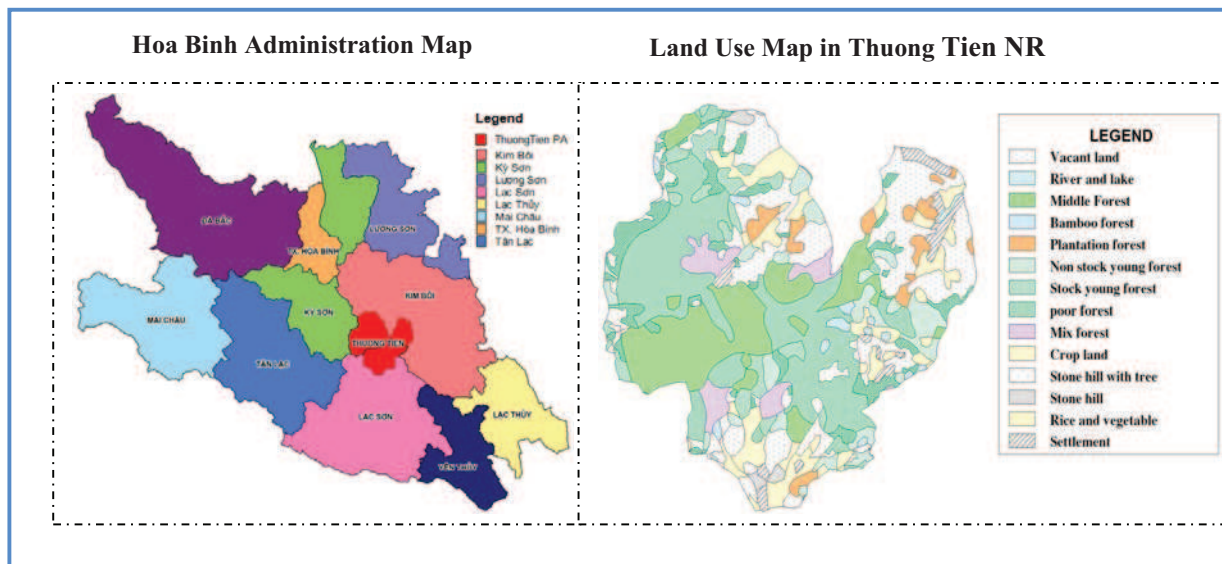 Hoa Binh Administration Map
Land Use Map in Thuong Tien NR
Legend
ThuongTien PA
Kim Bôi
Kỳ Sơn
Lương Sơn
Lạc Sơn
Lạc Thủy
Mai Châu
TX. Hòa Bình
Tân Lạc
ĐÀ BẮC
LƯƠNG SƠN
TX. HÒA BÌNH
KIM BÔI
MAI CHÂU
KỲ SƠN
THUONG TIEN
TÂN LẠC
LẠC SƠN
LẠC THỦY
YÊN THỦY
LEGEND
Vacant land
River and lake
Middle Forest
Bamboo forest
Plantation forest
Non stock young forest
Stock young forest
poor forest
Mix forest
Crop land
Stone hill with tree
Stone hill
Rice and vegetable
Settlement